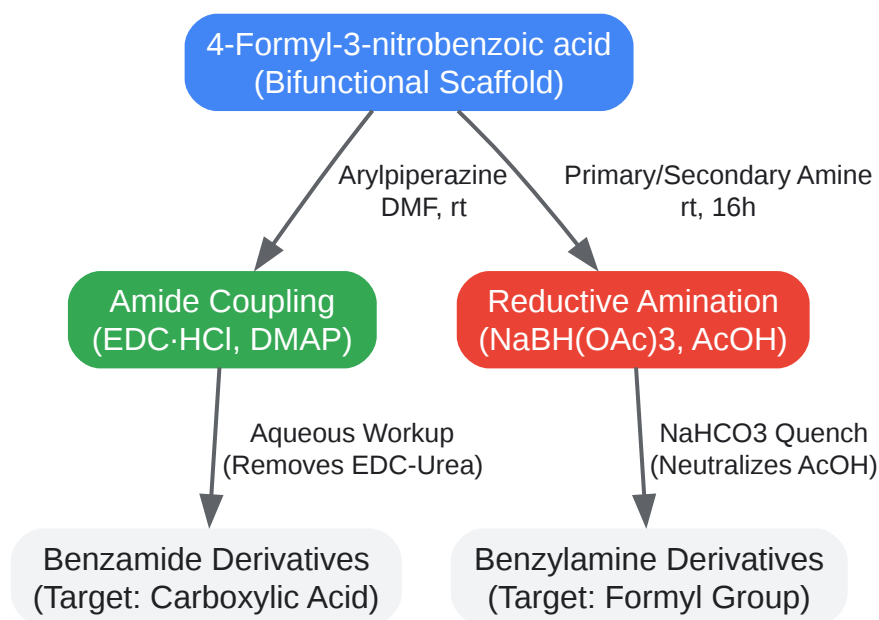 4-Formyl-3-nitrobenzoic acid
(Bifunctional Scaffold)
Arylpiperazine
DMF, rt
Primary/Secondary Amine
rt, 16h
Amide Coupling
(EDC·HCl, DMAP)
Reductive Amination
(NaBH(OAc)3, AcOH)
Aqueous Workup
(Removes EDC-Urea)
NaHCO3 Quench
(Neutralizes AcOH)
Benzamide Derivatives
(Target: Carboxylic Acid)
Benzylamine Derivatives
(Target: Formyl Group)